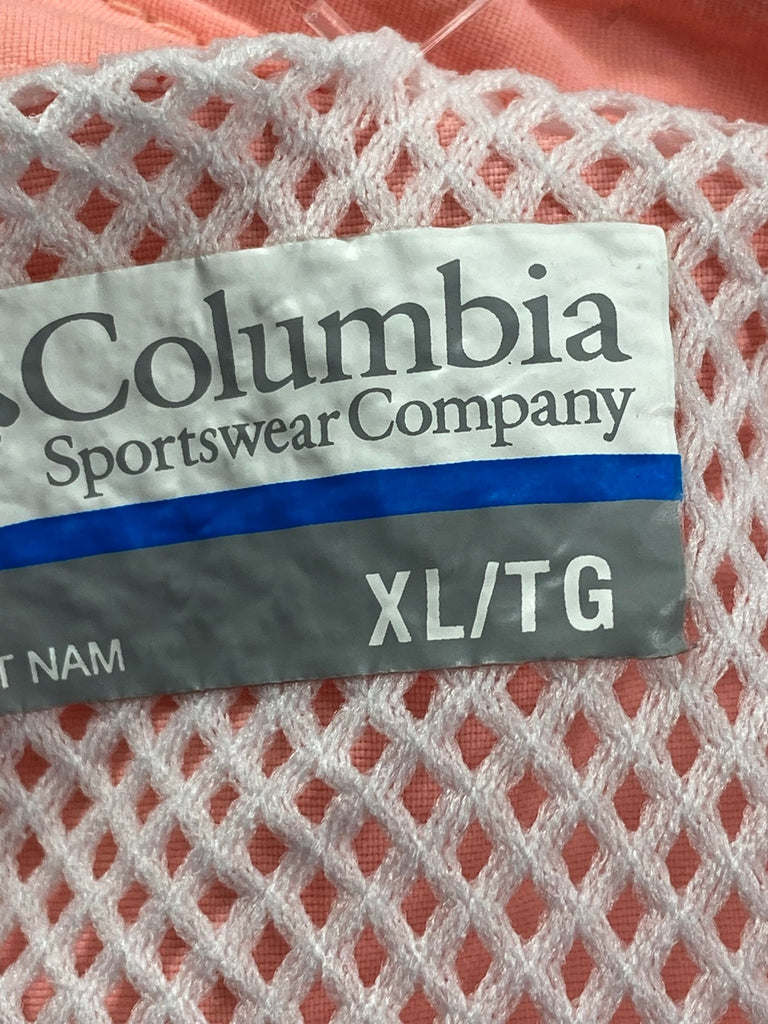 Columbia
Sportswear Company
XL/TG
T NAM